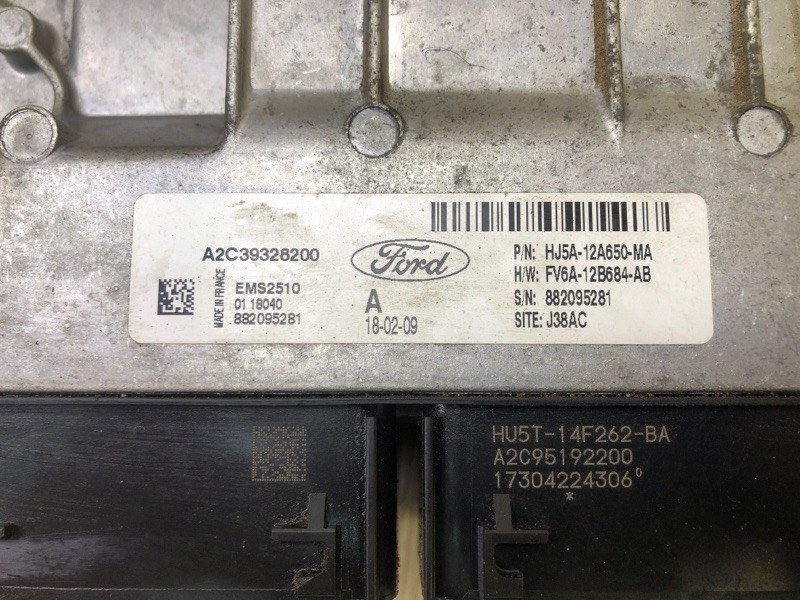 A2C39328200
MADE IN FRANCE
EMS2510
01 18040
882095281
Ford
A
18-02-09
P/N: HJ5A-12A650-MA
H/W: FV6A-12B684-AB
S/N: 882095281
SITE: J38AC
HU5T-14F262-BA
A2C95192200
17304224306⁰
*